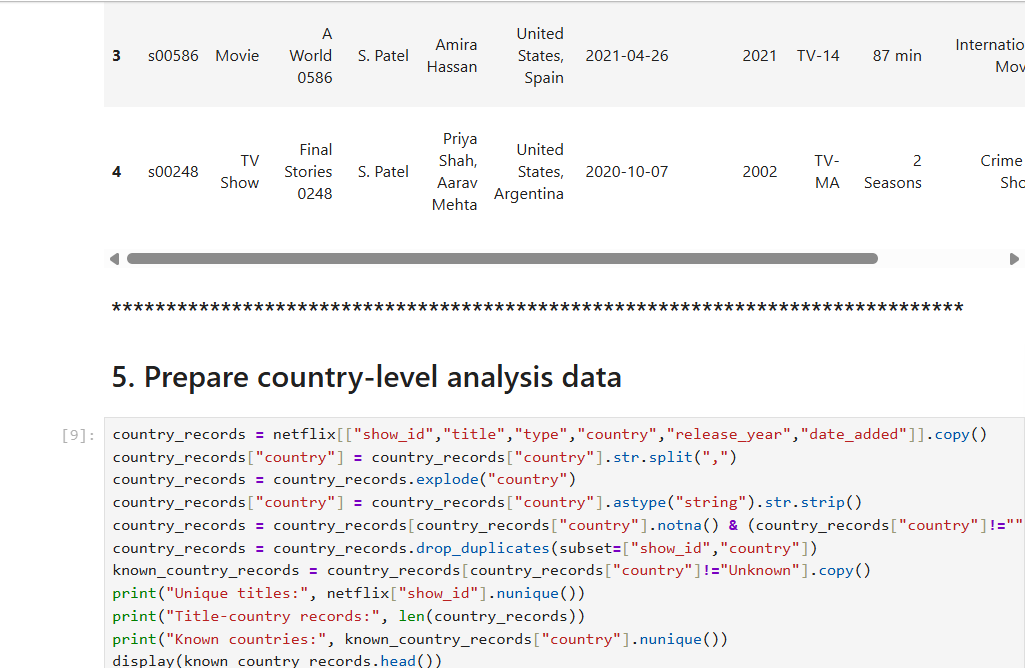 A
United
3 s00586 Movie World S. Patel Amira States, 2021-04-26 2021 TV-14 87 min
0586 Hassan Spain
Final Priya United
4 s00248 TV Show Stories S. Patel Shah, States, 2020-10-07 2002 TV- 2 Crime
0248 Aarav Argentina MA Seasons
Mehta
******************************************************************************
5. Prepare country-level analysis data
[9]:
country_records = netflix[["show_id","title","type","country","release_year","date_added"]].copy()
country_records["country"] = country_records["country"].str.split(",")
country_records = country_records.explode("country")
country_records["country"] = country_records["country"].astype("string").str.strip()
country_records = country_records[country_records["country"].notna() & (country_records["country"]!=""
country_records = country_records.drop_duplicates(subset=["show_id","country"])
known_country_records = country_records[country_records["country"]!="Unknown"].copy()
print("Unique titles:", netflix["show_id"].nunique())
print("Title-country records:", len(country_records))
print("Known countries:", known_country_records["country"].nunique())
display(known_country_records.head())